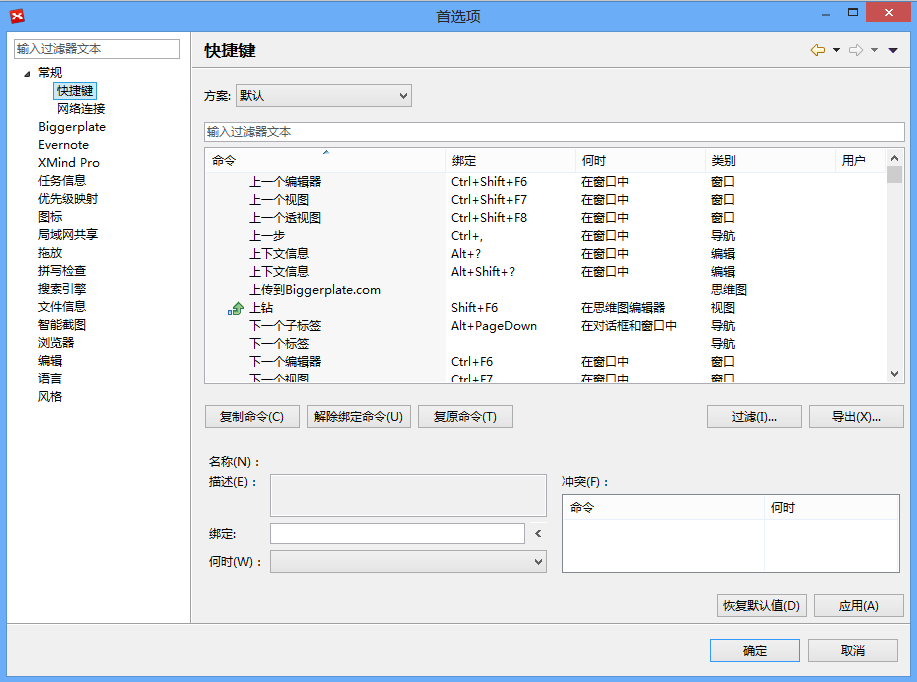 首选项
输入过滤器文本
常规
快捷键
网络连接
Biggerplate
Evernote
XMind Pro
任务信息
优先级映射
图标
局域网共享
拖放
拼写检查
搜索引擎
文件信息
智能截图
浏览器
编辑
语言
风格
快捷键
方案: 默认
输入过滤器文本
命令 绑定 何时 类别 用户
上一个编辑器 Ctrl+Shift+F6 在窗口中 窗口
上一个视图 Ctrl+Shift+F7 在窗口中 窗口
上一个透视图 Ctrl+Shift+F8 在窗口中 窗口
上一步 Ctrl+, 在窗口中 导航
上下文信息 Alt+? 在窗口中 编辑
上下文信息 Alt+Shift+? 在窗口中 编辑
上传到Biggerplate.com 思维图
上钻 Shift+F6 在思维图编辑器 视图
下一个子标签 Alt+PageDown 在对话框和窗口中 导航
下一个标签 导航
下一个编辑器 Ctrl+F6 在窗口中 窗口
下一个视图 Ctrl+F7 在窗口中 窗口
复制命令(C) 解除绑定命令(U) 复原命令(T) 过滤(I)... 导出(X)...
名称(N)：
描述(E)： 冲突(F)：
命令 何时
绑定: <
何时(W)：
恢复默认值(D) 应用(A)
确定 取消